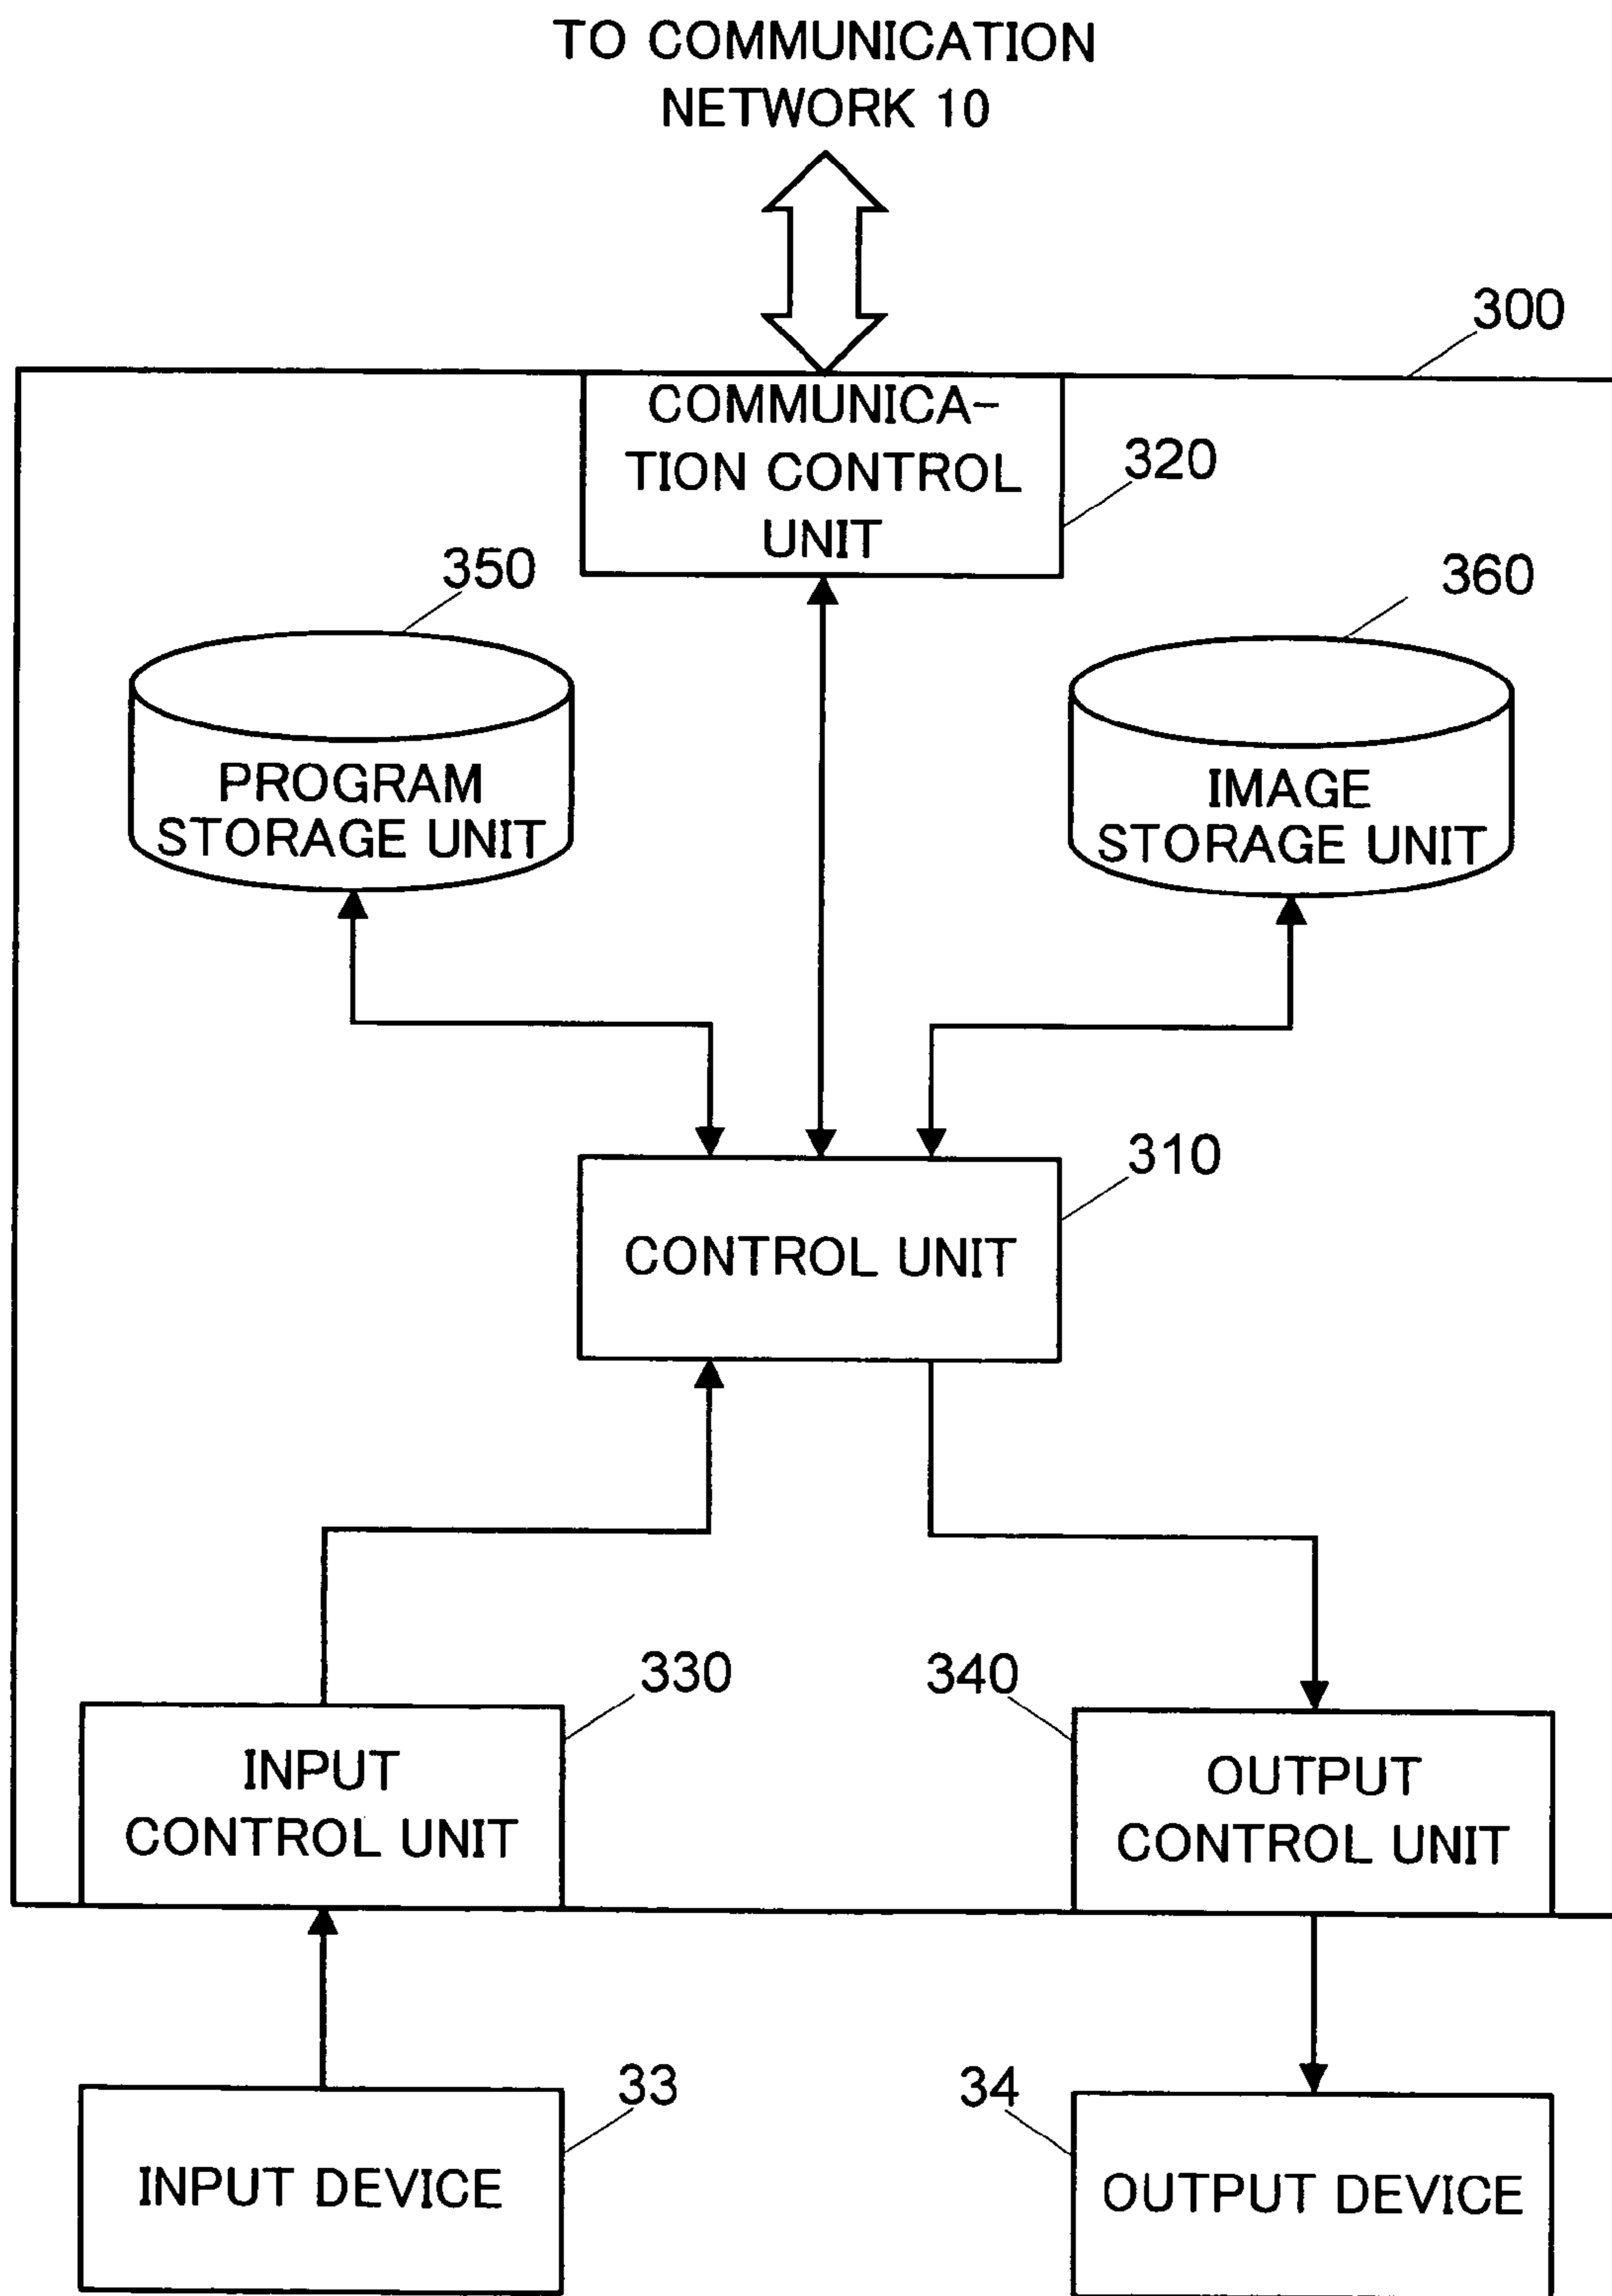 TO COMMUNICATION
NETWORK 10
300
COMMUNICA-
TION CONTROL
UNIT
320
350
360
PROGRAM
STORAGE UNIT
IMAGE
STORAGE UNIT
310
CONTROL UNIT
330
340
INPUT
CONTROL UNIT
OUTPUT
CONTROL UNIT
33
34
INPUT DEVICE
OUTPUT DEVICE